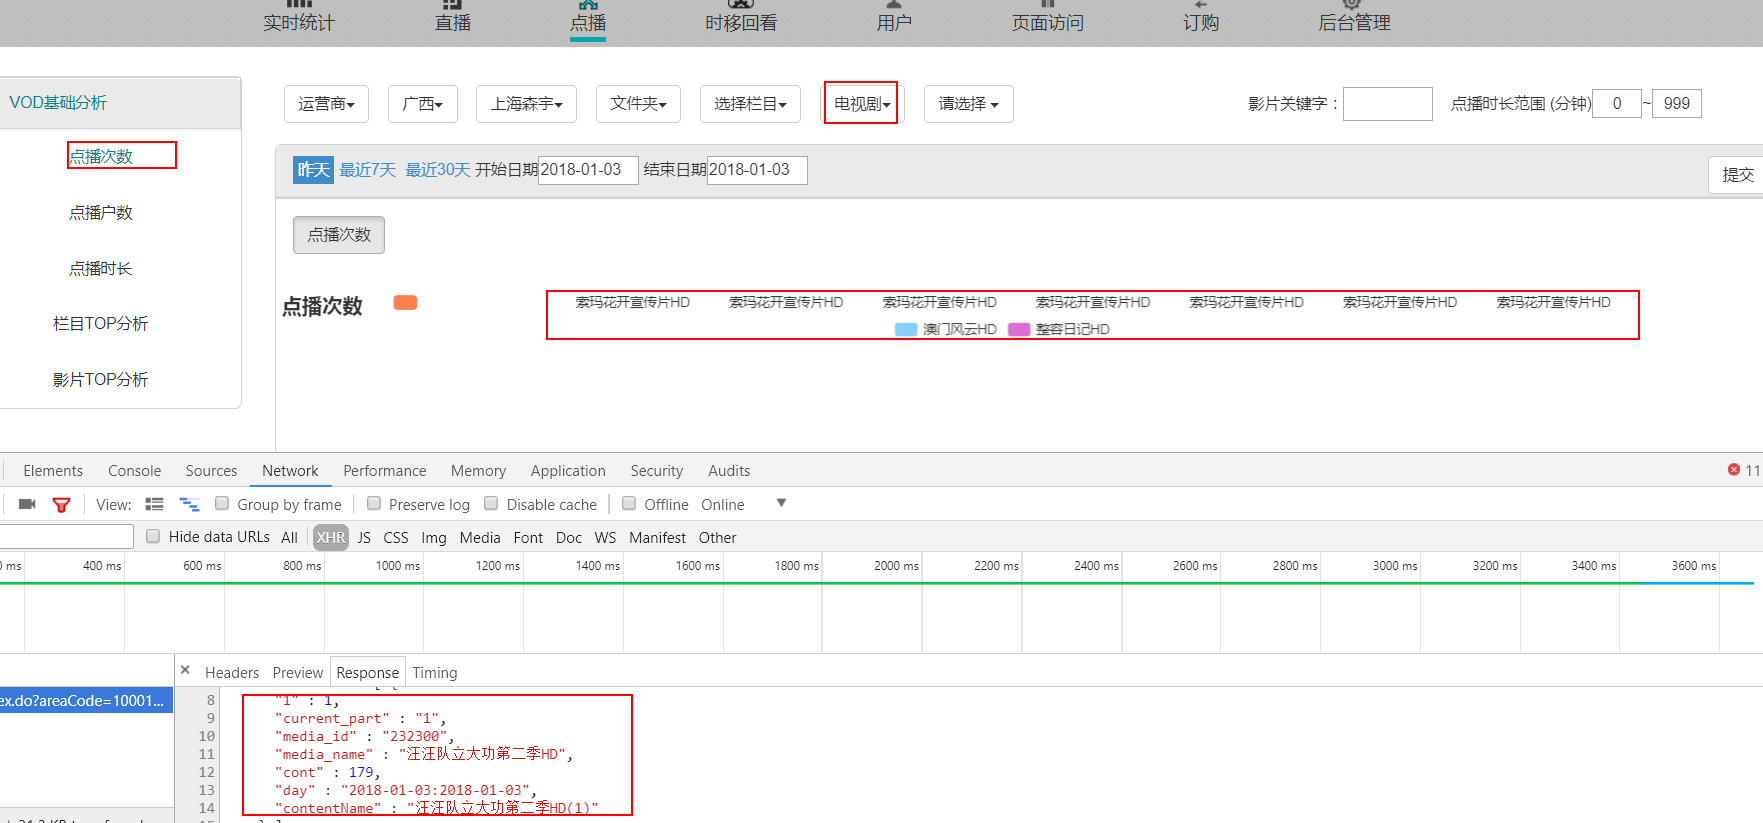 实时统计 直播 点播 时移回看 用户 页面访问 订购 后台管理
VOD基础分析
点播次数
点播户数
点播时长
栏目TOP分析
影片TOP分析
运营商 广西 上海森宇 文件夹 选择栏目 电视剧 请选择 影片关键字： 点播时长范围 (分钟) 0 ~ 999
昨天 最近7天 最近30天 开始日期 2018-01-03 结束日期 2018-01-03 提交
点播次数
点播次数 索玛花开宣传片HD 索玛花开宣传片HD 索玛花开宣传片HD 索玛花开宣传片HD 索玛花开宣传片HD 索玛花开宣传片HD 索玛花开宣传片HD
澳门风云HD 整容日记HD
Elements Console Sources Network Performance Memory Application Security Audits 11
View: Group by frame Preserve log Disable cache Offline Online
Hide data URLs All XHR JS CSS Img Media Font Doc WS Manifest Other
0 ms 400 ms 600 ms 800 ms 1000 ms 1200 ms 1400 ms 1600 ms 1800 ms 2000 ms 2200 ms 2400 ms 2600 ms 2800 ms 3000 ms 3200 ms 3400 ms 3600 ms
× Headers Preview Response Timing
ex.do?areaCode=10001...
8 "1" : 1,
9 "current_part" : "1",
10 "media_id" : "232300",
11 "media_name" : "汪汪队立大功第二季HD",
12 "cont" : 179,
13 "day" : "2018-01-03:2018-01-03",
14 "contentName" : "汪汪队立大功第二季HD(1)"